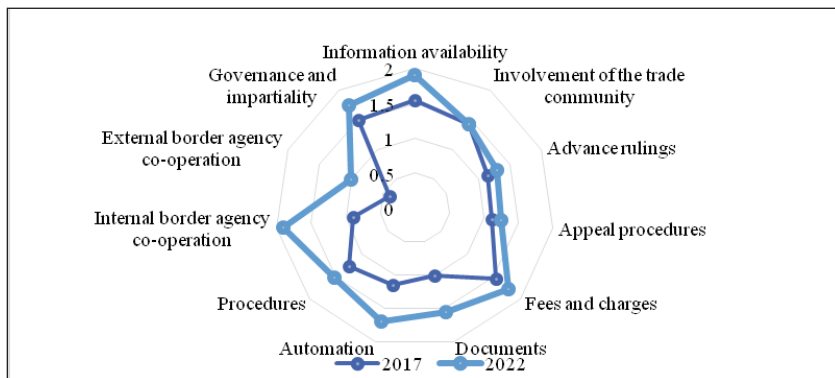 Information availability
Governance and
impartiality
Involvement of the trade
community
External border agency
co-operation
Advance rulings
Internal border agency
co-operation
Appeal procedures
Procedures
Fees and charges
Automation
Documents
2
1.5
1
0.5
0
2017
2022